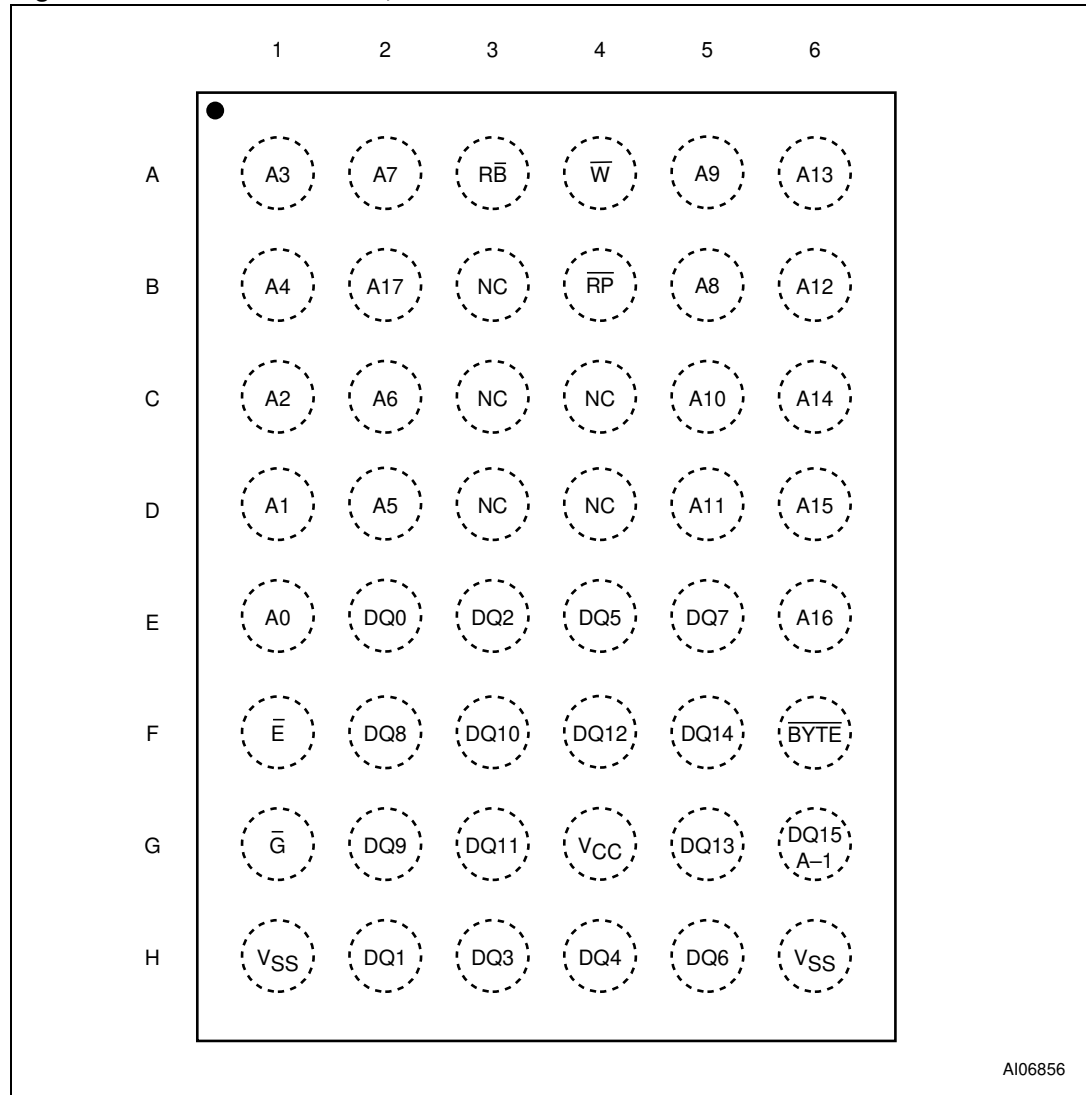 1 2 3 4 5 6
A A3 A7 RB̅ W̅ A9 A13
B A4 A17 NC R̅P̅ A8 A12
C A2 A6 NC NC A10 A14
D A1 A5 NC NC A11 A15
E A0 DQ0 DQ2 DQ5 DQ7 A16
F E̅ DQ8 DQ10 DQ12 DQ14 B̅Y̅T̅E̅
G G̅ DQ9 DQ11 VCC DQ13 DQ15
A–1
H VSS DQ1 DQ3 DQ4 DQ6 VSS
AI06856